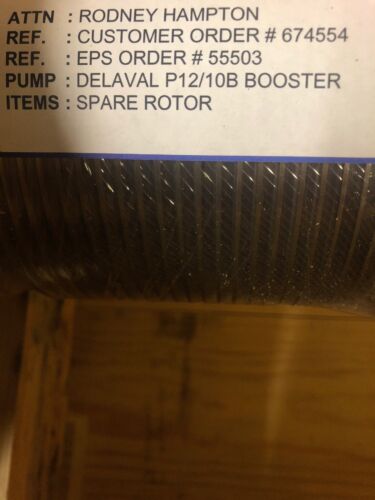 ATTN : RODNEY HAMPTON
REF. : CUSTOMER ORDER # 674554
REF. : EPS ORDER # 55503
PUMP : DELAVAL P12/10B BOOSTER
ITEMS : SPARE ROTOR